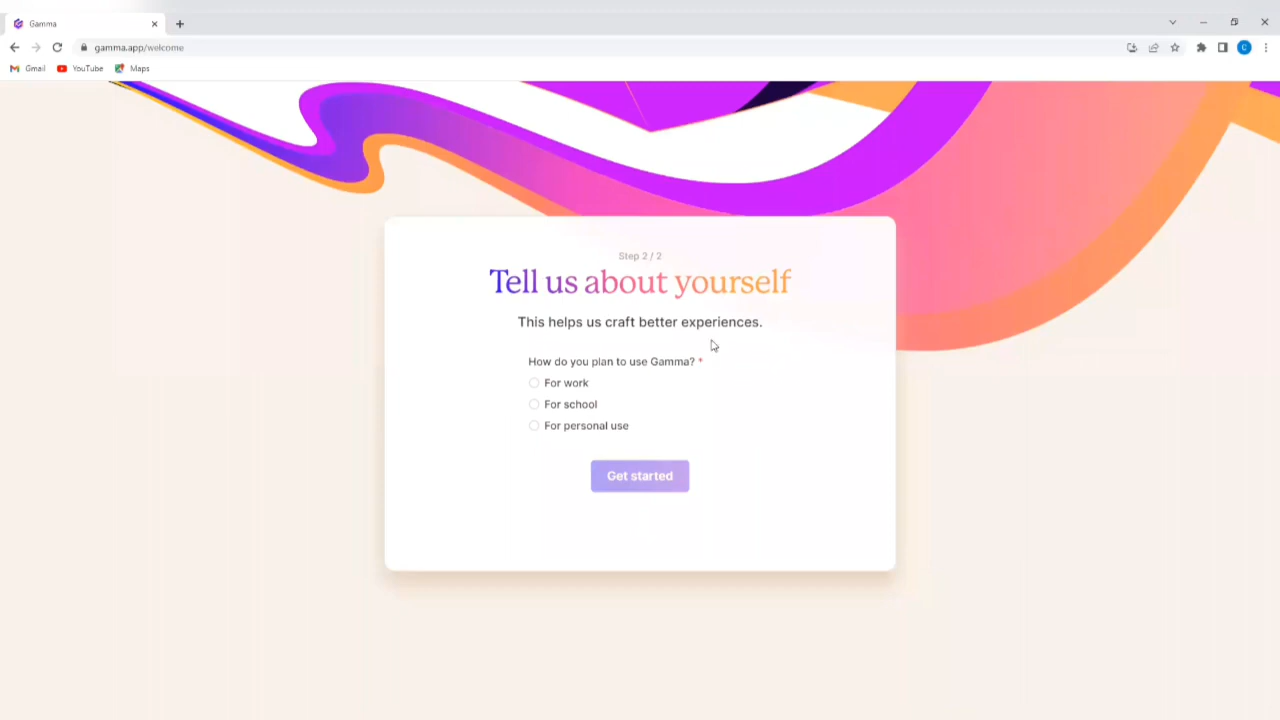 Gamma
gamma.app/welcome
C
Gmail
YouTube
Maps
Step 2 / 2
Tell us about yourself
This helps us craft better experiences.
How do you plan to use Gamma? *
For work
For school
For personal use
Get started